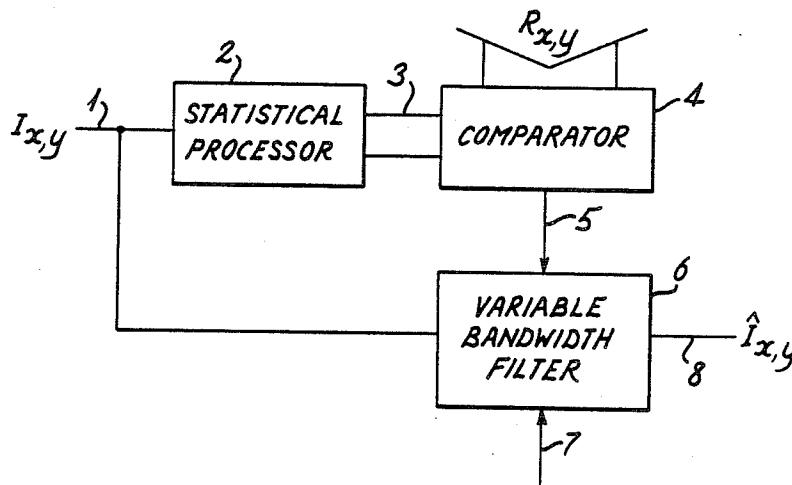 R x,y
2
3
4
1
I x,y
STATISTICAL
PROCESSOR
COMPARATOR
5
6
VARIABLE
BANDWIDTH
FILTER
Î x,y
8
7